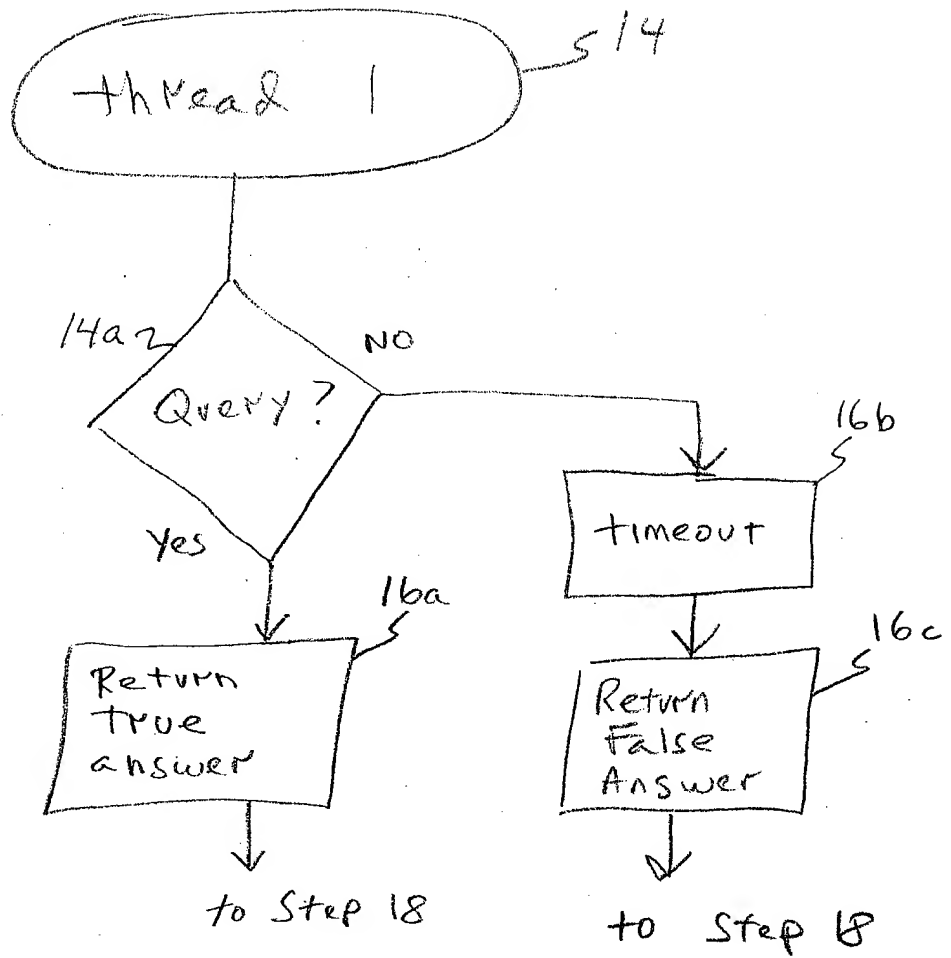 14
thread 1
14a
NO
Query?
16b
timeout
Yes
16a
16c
Return
True
answer
Return
False
Answer
to Step 18
to Step 18